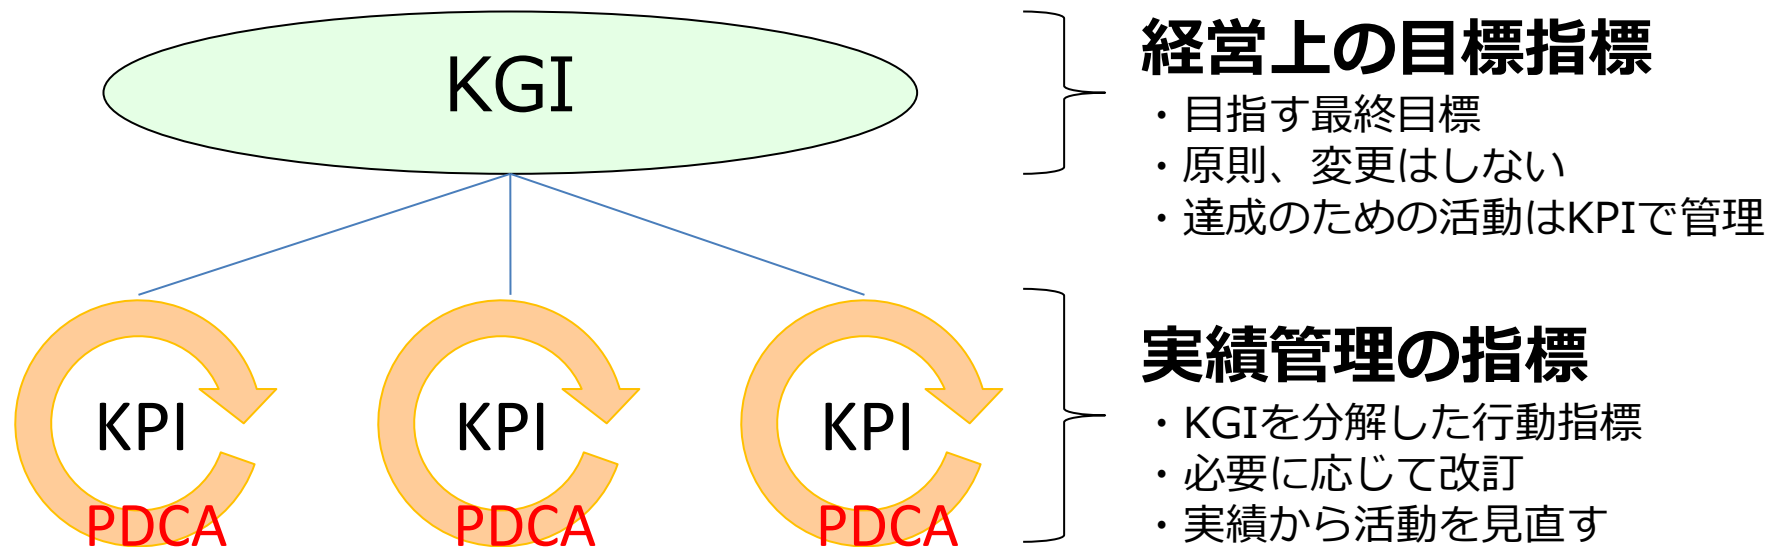 KGI
経営上の目標指標
・目指す最終目標
・原則、変更はしない
・達成のための活動はKPIで管理
KPI
PDCA
KPI
PDCA
KPI
PDCA
実績管理の指標
・KGIを分解した行動指標
・必要に応じて改訂
・実績から活動を見直す